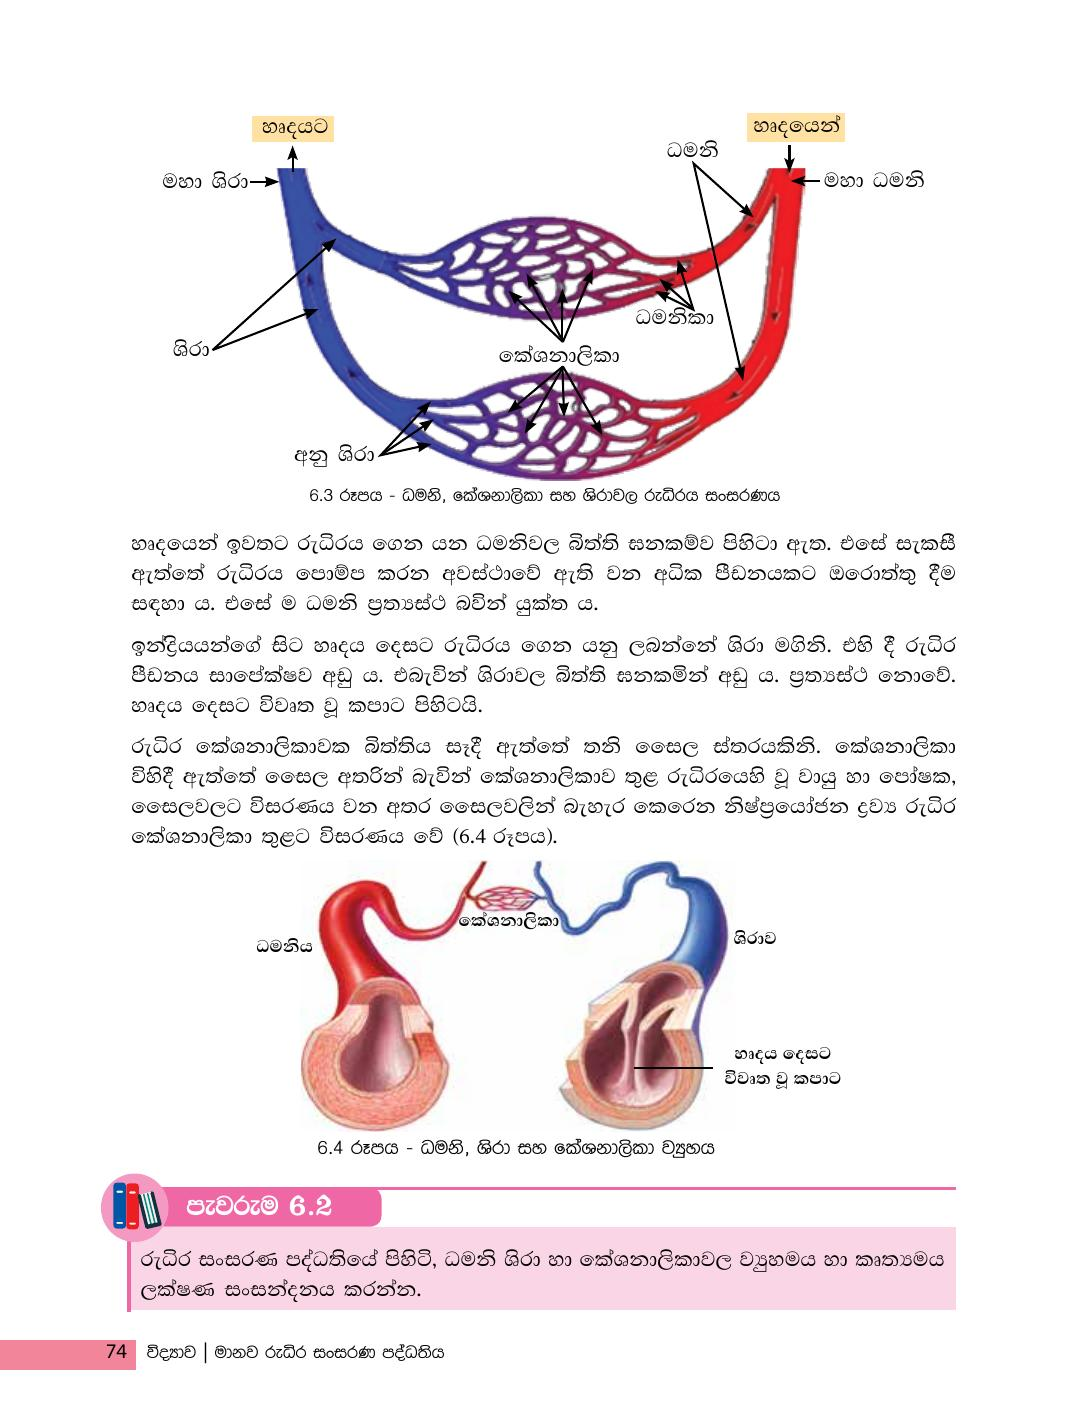 හෘදයට
හෘදයෙන්
ධමනි
මහා ශිරා
මහා ධමනි
ධමනිකා
ශිරා
කේශනාලිකා
අනු ශිරා
6.3 රූපය - ධමනි, කේශනාලිකා සහ ශිරාවල රුධිරය සංසරණය
හෘදයෙන් ඉවතට රුධිරය ගෙන යන ධමනිවල බිත්ති ඝනකම්ව පිහිටා ඇත. එසේ සැකසී
ඇත්තේ රුධිරය පොම්ප කරන අවස්ථාවේ ඇති වන අධික පීඩනයකට ඔරොත්තු දීම
සඳහා ය. එසේ ම ධමනි ප්‍රත්‍යස්ථ බවින් යුක්ත ය.
ඉන්ද්‍රියයන්ගේ සිට හෘදය දෙසට රුධිරය ගෙන යනු ලබන්නේ ශිරා මගිනි. එහි දී රුධිර
පීඩනය සාපේක්ෂව අඩු ය. එබැවින් ශිරාවල බිත්ති ඝනකමින් අඩු ය. ප්‍රත්‍යස්ථ නොවේ.
හෘදය දෙසට විවෘත වූ කපාට පිහිටයි.
රුධිර කේශනාලිකාවක බිත්තිය සෑදී ඇත්තේ තනි සෛල ස්තරයකිනි. කේශනාලිකා
විහිදී ඇත්තේ සෛල අතරින් බැවින් කේශනාලිකාව තුළ රුධිරයෙහි වූ වායු හා පෝෂක,
සෛලවලට විසරණය වන අතර සෛලවලින් බැහැර කෙරෙන නිෂ්ප්‍රයෝජන ද්‍රව්‍ය රුධිර
කේශනාලිකා තුළට විසරණය වේ (6.4 රූපය).
කේශනාලිකා
ධමනිය
ශිරාව
හෘදය දෙසට
විවෘත වූ කපාට
6.4 රූපය - ධමනි, ශිරා සහ කේශනාලිකා ව්‍යුහය
පැවරුම 6.2
රුධිර සංසරණ පද්ධතියේ පිහිටි, ධමනි ශිරා හා කේශනාලිකාවල ව්‍යුහමය හා කෘත්‍යමය
ලක්ෂණ සංසන්දනය කරන්න.
74 විද්‍යාව | මානව රුධිර සංසරණ පද්ධතිය